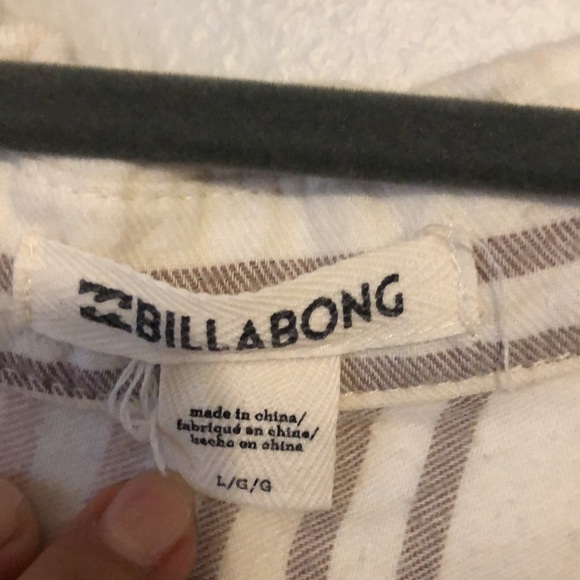 BILLABONG
made in china/
fabriqué en chine/
hecho en china
L/G/G